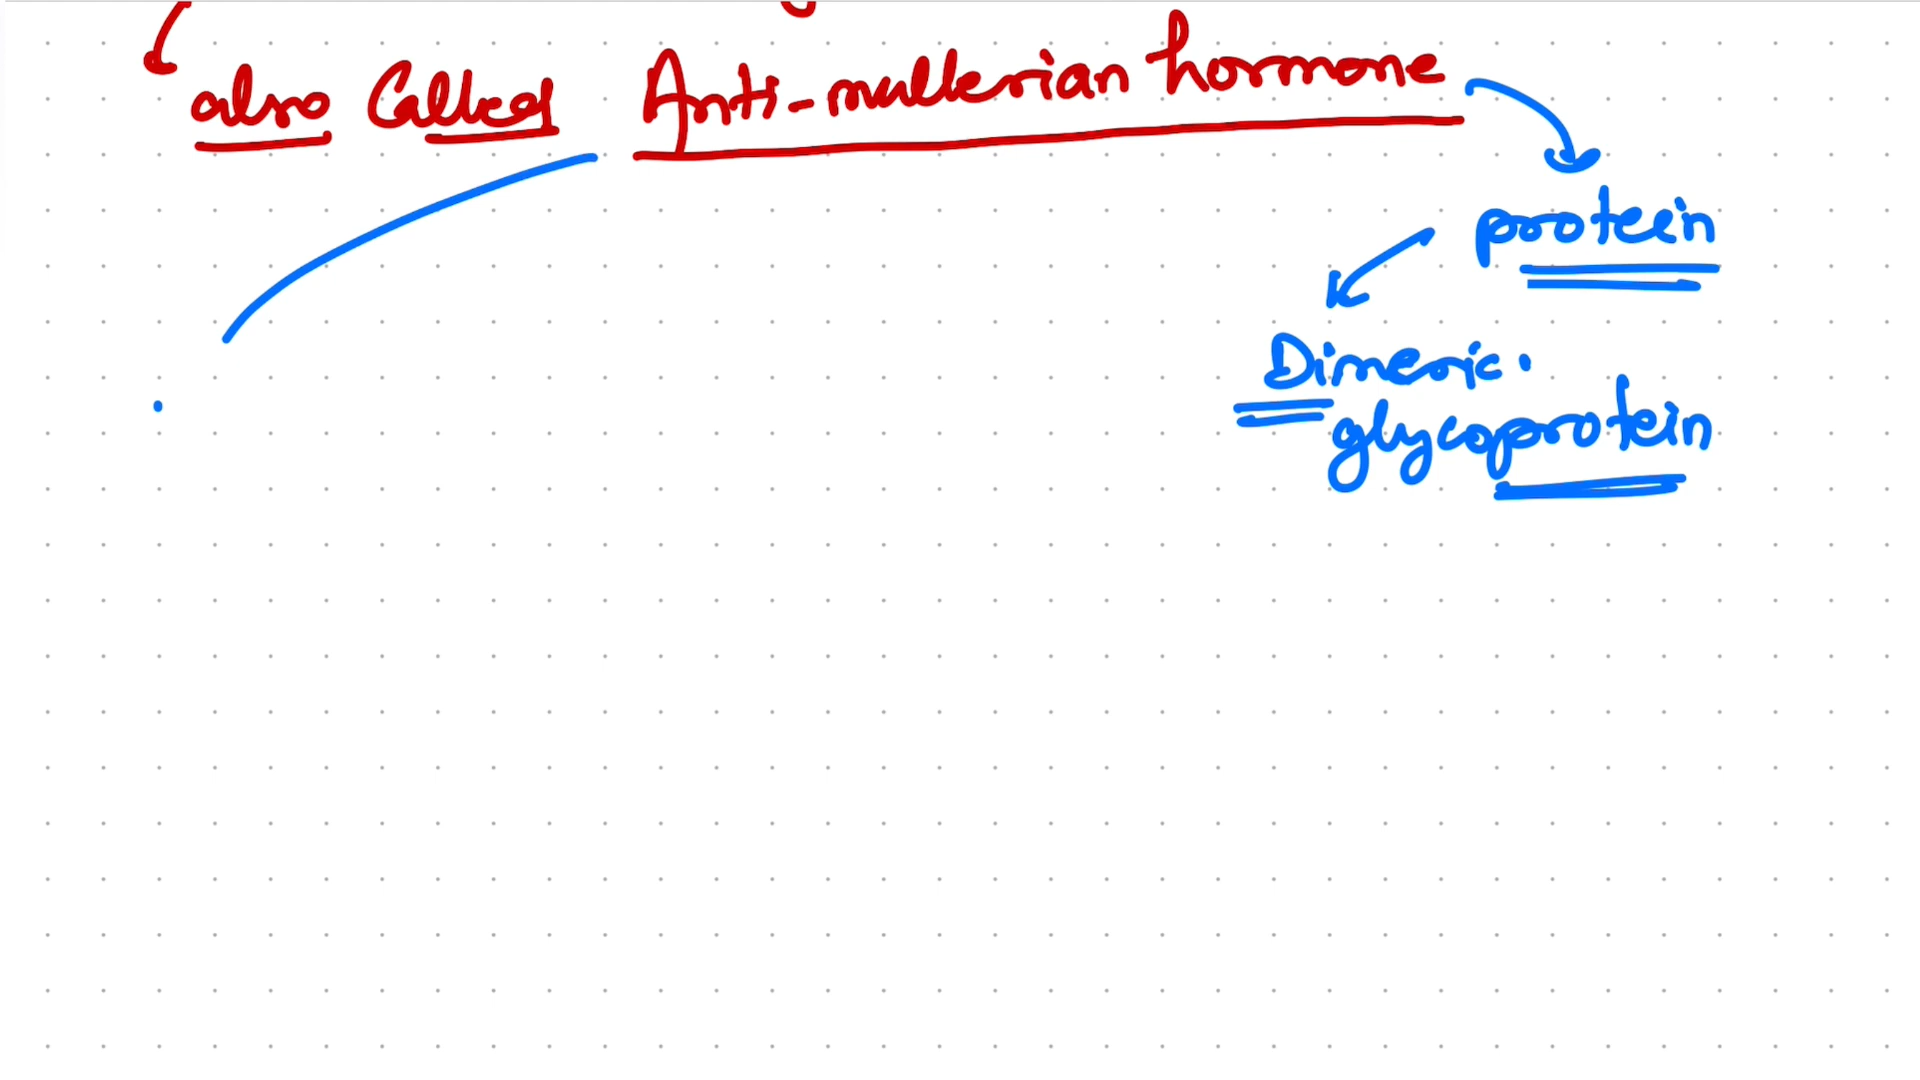 also Called Anti-mullerian hormone
protein
Dimeric.
glycoprotein